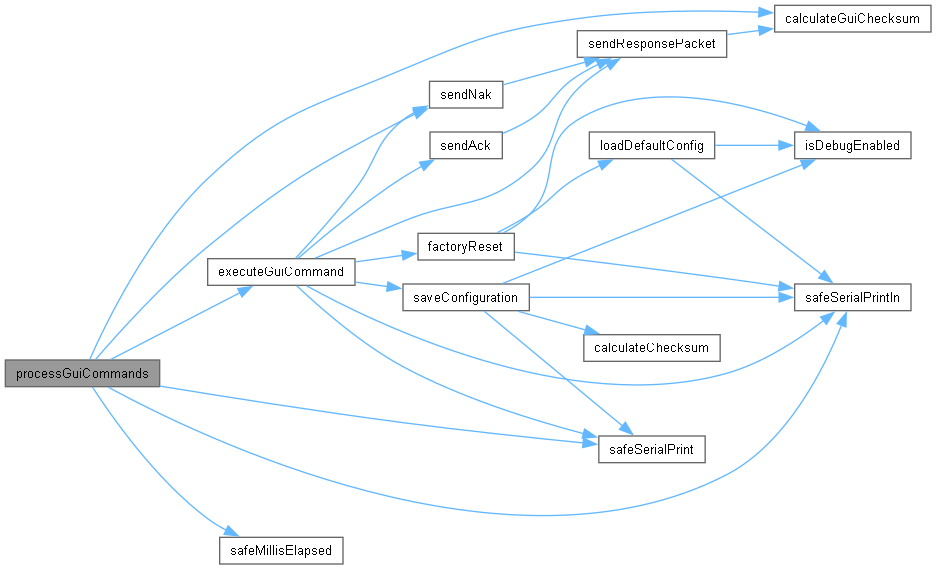 calculateGuiChecksum
sendResponsePacket
sendNak
sendAck
loadDefaultConfig
isDebugEnabled
factoryReset
executeGuiCommand
saveConfiguration
safeSerialPrintln
calculateChecksum
processGuiCommands
safeSerialPrint
safeMillisElapsed